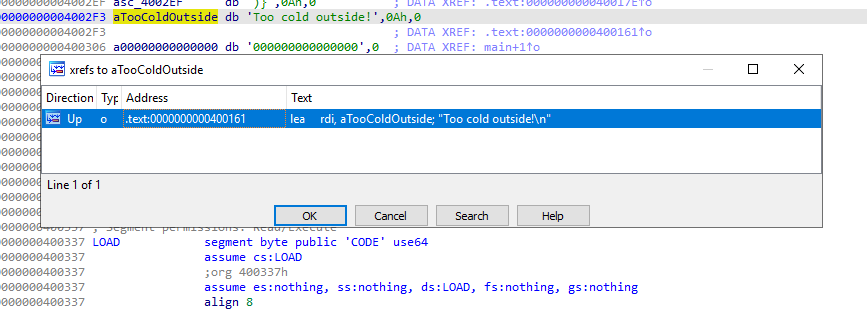 0000000004002EF asc_4002EF db ')} ,0Ah,0 ; DATA XREF: .text:000000000040017E↑o
0000000004002F3 aTooColdOutside db 'Too cold outside!',0Ah,0
0000000004002F3 ; DATA XREF: .text:0000000000400161↑o
000000000400306 a00000000000000 db '000000000000000',0 ; DATA XREF: main+1↑o
xrefs to aTooColdOutside
Direction Typ Address Text
Up o .text:0000000000400161 lea rdi, aTooColdOutside; "Too cold outside!\n"
Line 1 of 1
OK Cancel Search Help
000000000400337 ; Segment permissions: Read/Execute
000000000400337 LOAD segment byte public 'CODE' use64
000000000400337 assume cs:LOAD
000000000400337 ;org 400337h
000000000400337 assume es:nothing, ss:nothing, ds:LOAD, fs:nothing, gs:nothing
000000000400337 align 8